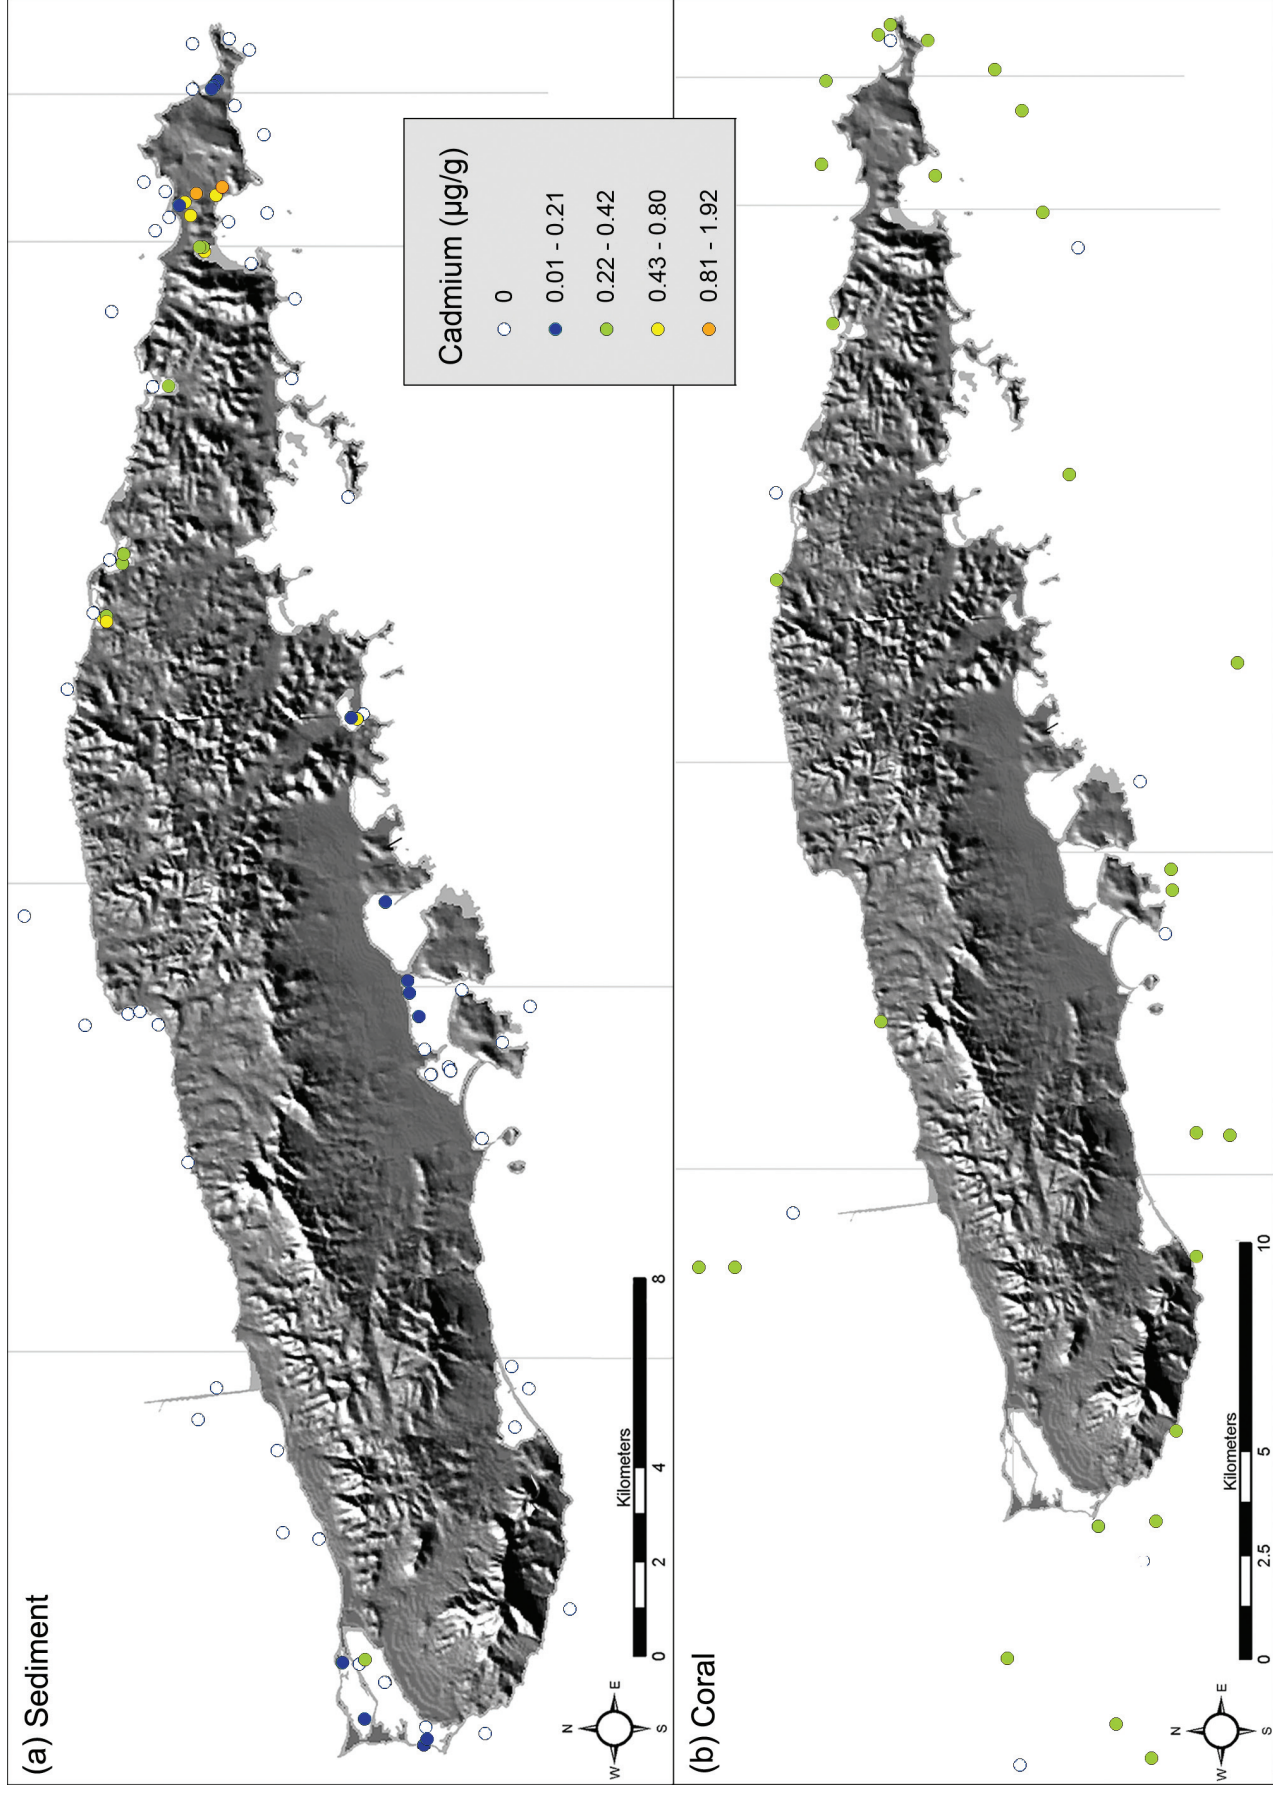 (a) Sediment
N
W
E
S
Kilometers
0
2
4
8
Cadmium (µg/g)
0
0.01 - 0.21
0.22 - 0.42
0.43 - 0.80
0.81 - 1.92
(b) Coral
N
W
E
S
Kilometers
0
2.5
5
10